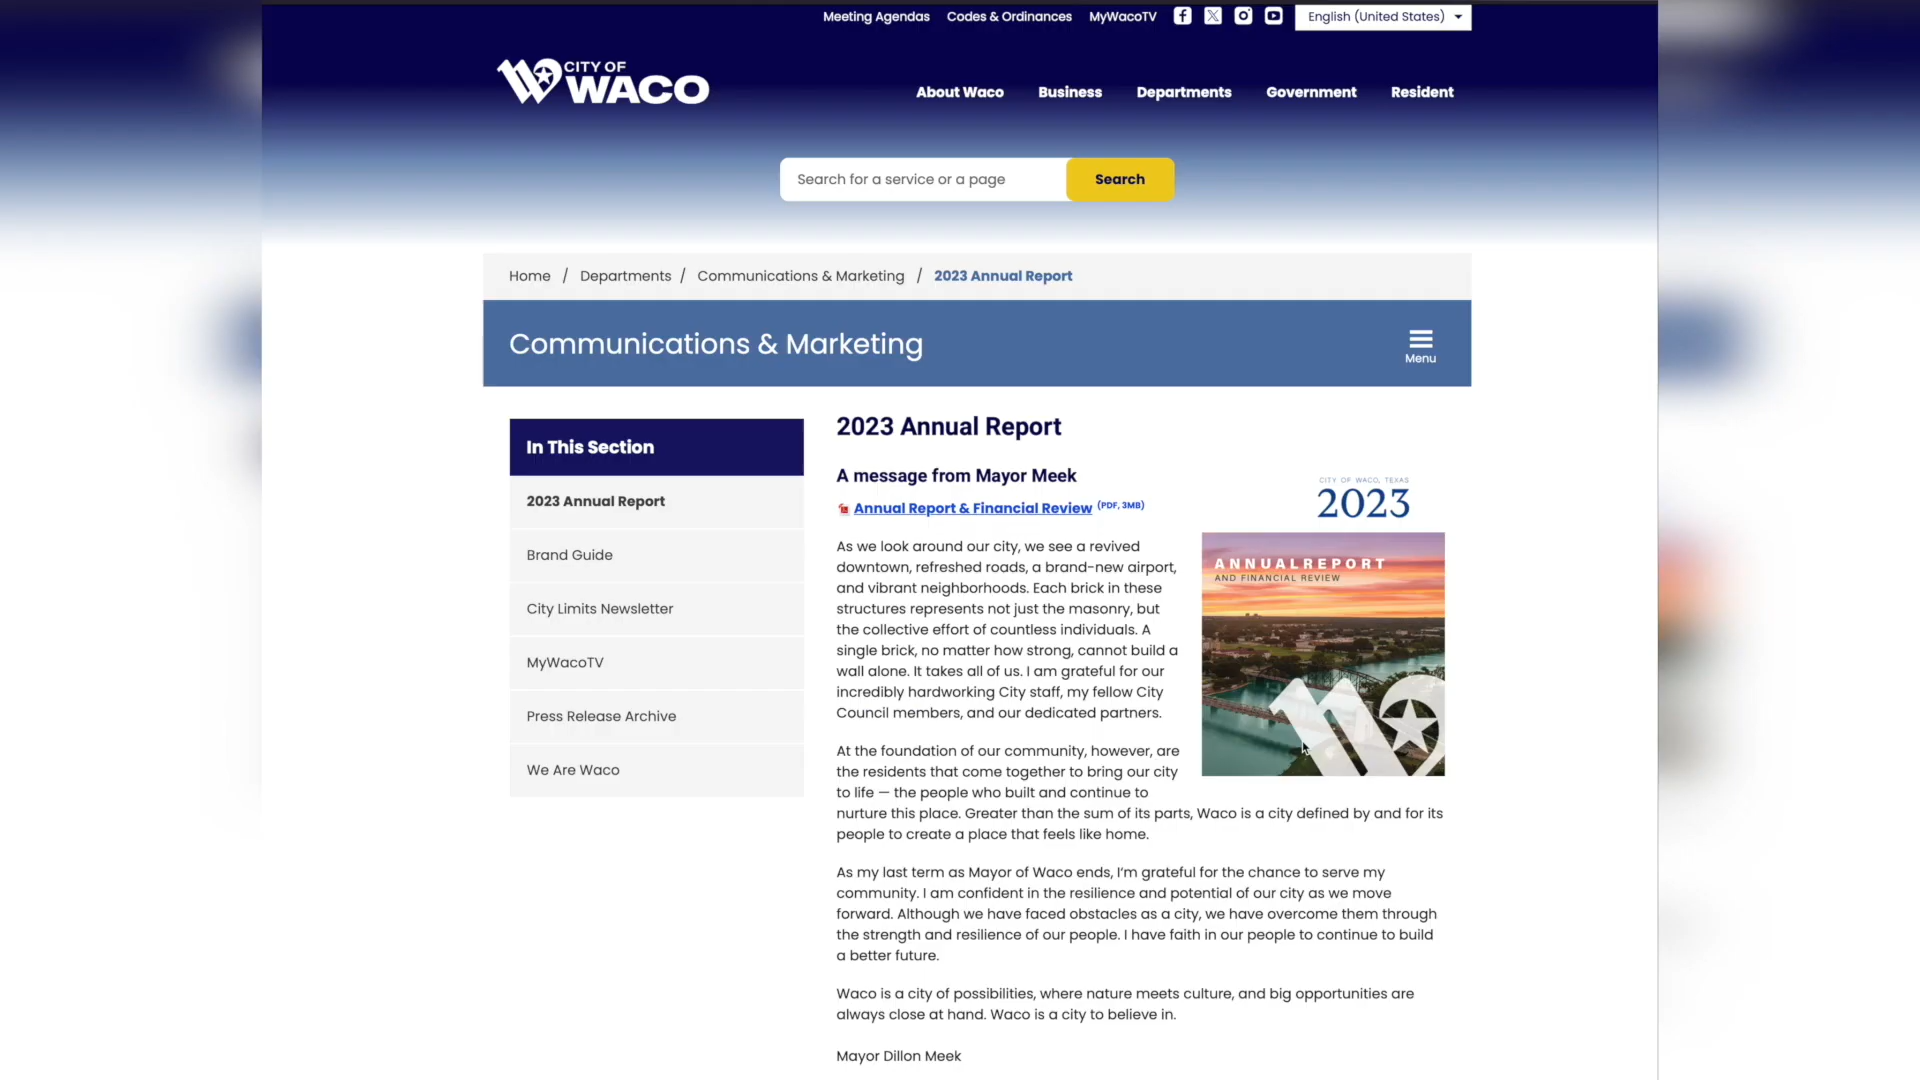 Meeting Agendas Codes & Ordinances MyWacoTV English (United States)
CITY OF
WACO
About Waco Business Departments Government Resident
Search for a service or a page Search
Home / Departments / Communications & Marketing / 2023 Annual Report
Communications & Marketing
Menu
In This Section
2023 Annual Report
Brand Guide
City Limits Newsletter
MyWacoTV
Press Release Archive
We Are Waco
2023 Annual Report
A message from Mayor Meek
Annual Report & Financial Review (PDF, 3MB)
As we look around our city, we see a revived
downtown, refreshed roads, a brand-new airport,
and vibrant neighborhoods. Each brick in these
structures represents not just the masonry, but
the collective effort of countless individuals. A
single brick, no matter how strong, cannot build a
wall alone. It takes all of us. I am grateful for our
incredibly hardworking City staff, my fellow City
Council members, and our dedicated partners.
CITY OF WACO, TEXAS
2023
ANNUALREPORT
AND FINANCIAL REVIEW
At the foundation of our community, however, are
the residents that come together to bring our city
to life — the people who built and continue to
nurture this place. Greater than the sum of its parts, Waco is a city defined by and for its
people to create a place that feels like home.
As my last term as Mayor of Waco ends, I'm grateful for the chance to serve my
community. I am confident in the resilience and potential of our city as we move
forward. Although we have faced obstacles as a city, we have overcome them through
the strength and resilience of our people. I have faith in our people to continue to build
a better future.
Waco is a city of possibilities, where nature meets culture, and big opportunities are
always close at hand. Waco is a city to believe in.
Mayor Dillon Meek